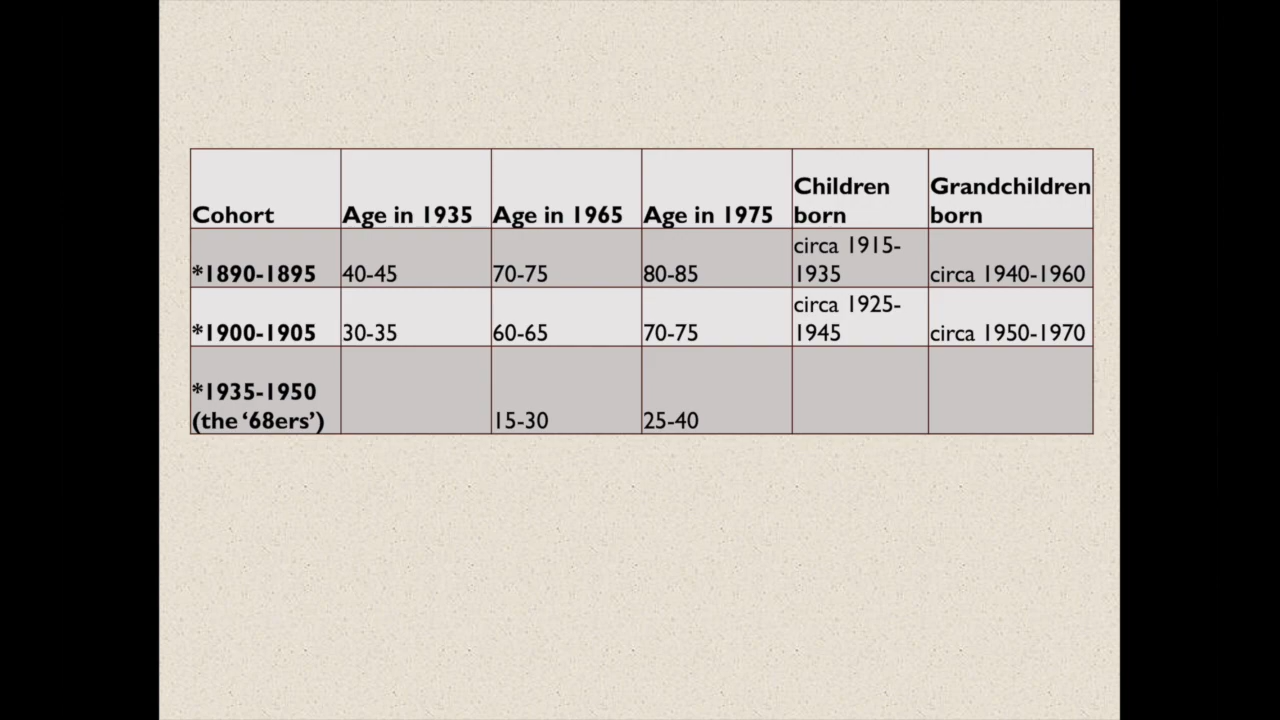 Cohort Age in 1935 Age in 1965 Age in 1975 Children born Grandchildren born
*1890-1895 40-45 70-75 80-85 circa 1915-1935 circa 1940-1960
*1900-1905 30-35 60-65 70-75 circa 1925-1945 circa 1950-1970
*1935-1950 (the ‘68ers’) 15-30 25-40